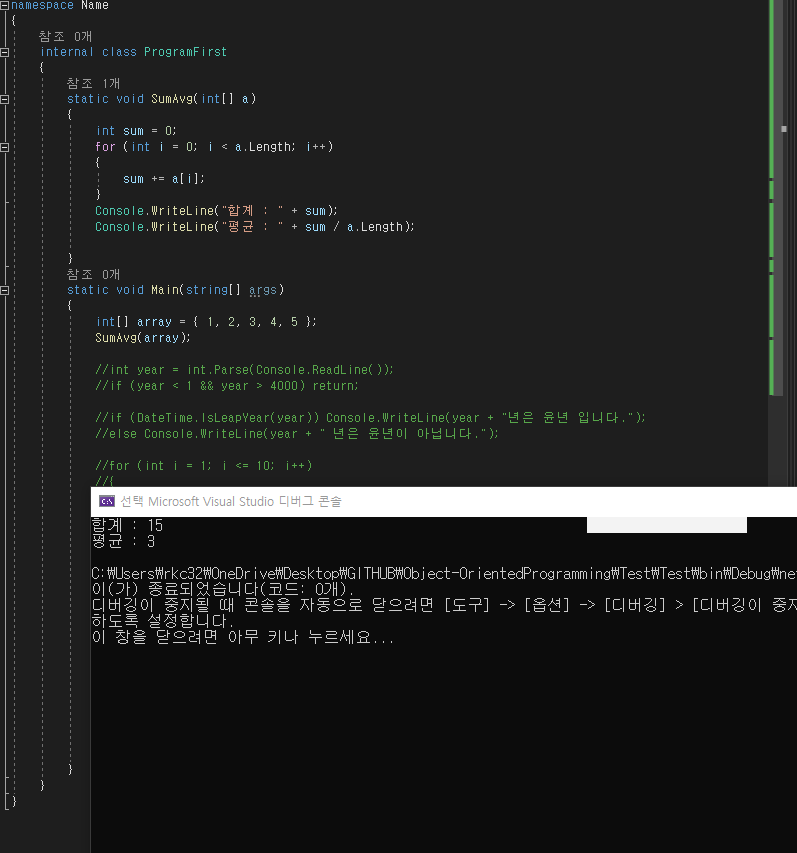 namespace Name
{
참조 0개
internal class ProgramFirst
{
참조 1개
static void SumAvg(int[] a)
{
int sum = 0;
for (int i = 0; i < a.Length; i++)
{
sum += a[i];
}
Console.WriteLine("합계 : " + sum);
Console.WriteLine("평균 : " + sum / a.Length);
}
참조 0개
static void Main(string[] args)
{
int[] array = { 1, 2, 3, 4, 5 };
SumAvg(array);
//int year = int.Parse(Console.ReadLine());
//if (year < 1 && year > 4000) return;
//if (DateTime.IsLeapYear(year)) Console.WriteLine(year + "년은 윤년 입니다.");
//else Console.WriteLine(year + " 년은 윤년이 아닙니다.");
//for (int i = 1; i <= 10; i++)
//{
선택 Microsoft Visual Studio 디버그 콘솔
합계 : 15
평균 : 3
C:₩Users₩rkc32₩OneDrive₩Desktop₩GITHUB₩Object-OrientedProgramming₩Test₩Test₩bin₩Debug₩ne
이(가) 종료되었습니다(코드: 0개).
디버깅이 중지될 때 콘솔을 자동으로 닫으려면 [도구] -> [옵션] -> [디버깅] > [디버깅이 중지
하도록 설정합니다.
이 창을 닫으려면 아무 키나 누르세요...
}
}
}